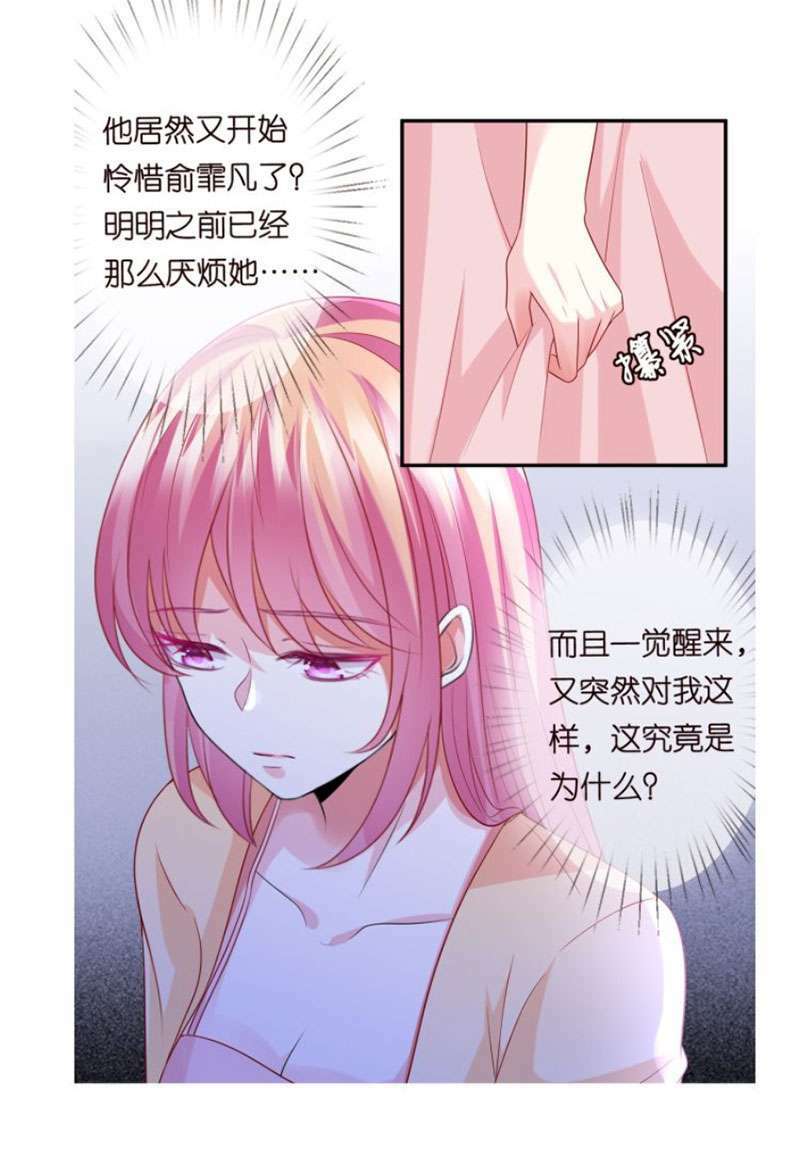 他居然又开始
怜惜俞霏凡了？
明明之前已经
那么厌烦她……
攥紧
而且一觉醒来，
又突然对我这
样，这究竟是
为什么？